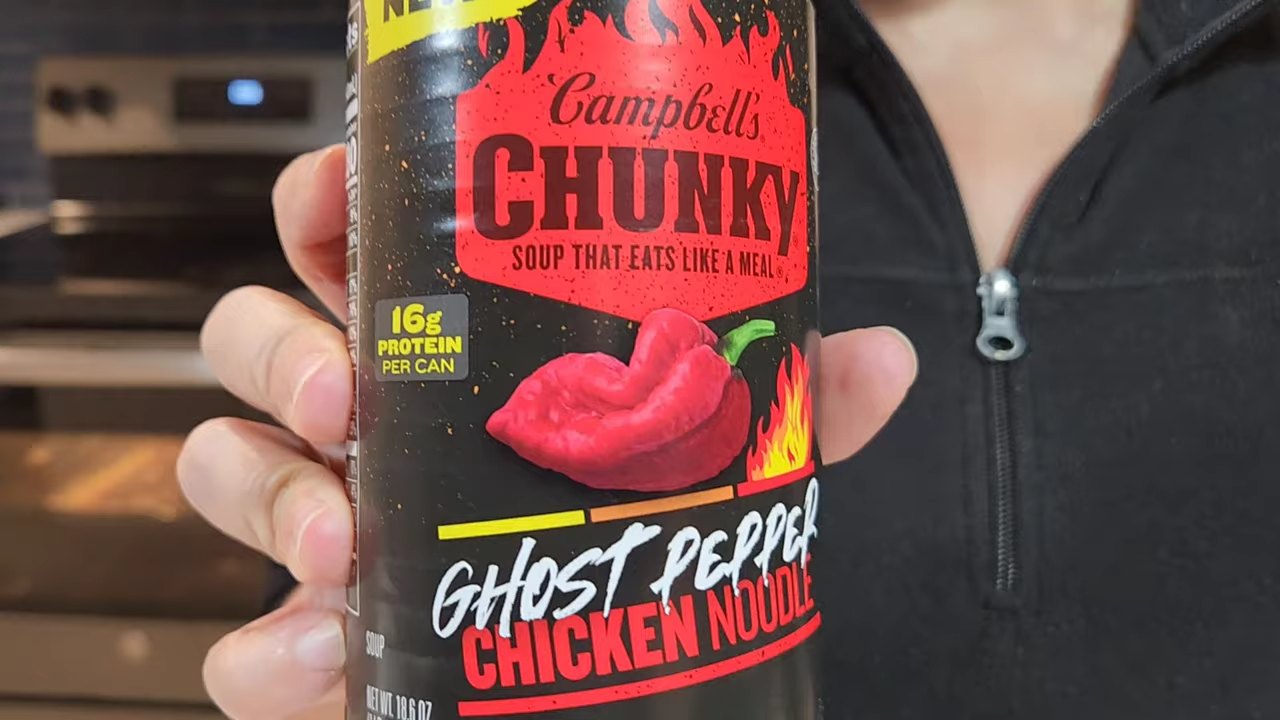 Campbell's
CHUNKY
SOUP THAT EATS LIKE A MEAL
16g
PROTEIN
PER CAN
GHOST PEPPER
CHICKEN NOODLE
SOUP
NET WT. 18.6 OZ